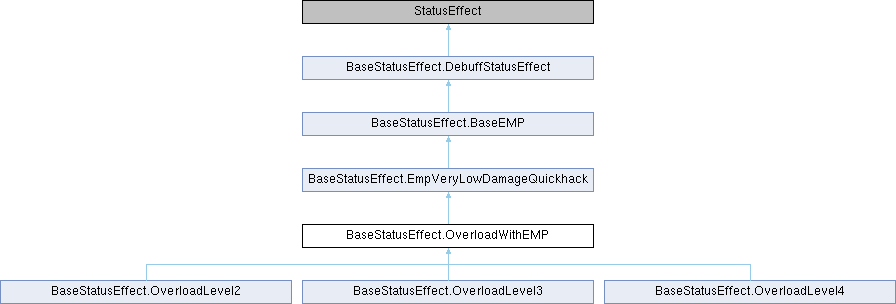 StatusEffect
BaseStatusEffect.DebuffStatusEffect
BaseStatusEffect.BaseEMP
BaseStatusEffect.EmpVeryLowDamageQuickhack
BaseStatusEffect.OverloadWithEMP
BaseStatusEffect.OverloadLevel2
BaseStatusEffect.OverloadLevel3
BaseStatusEffect.OverloadLevel4